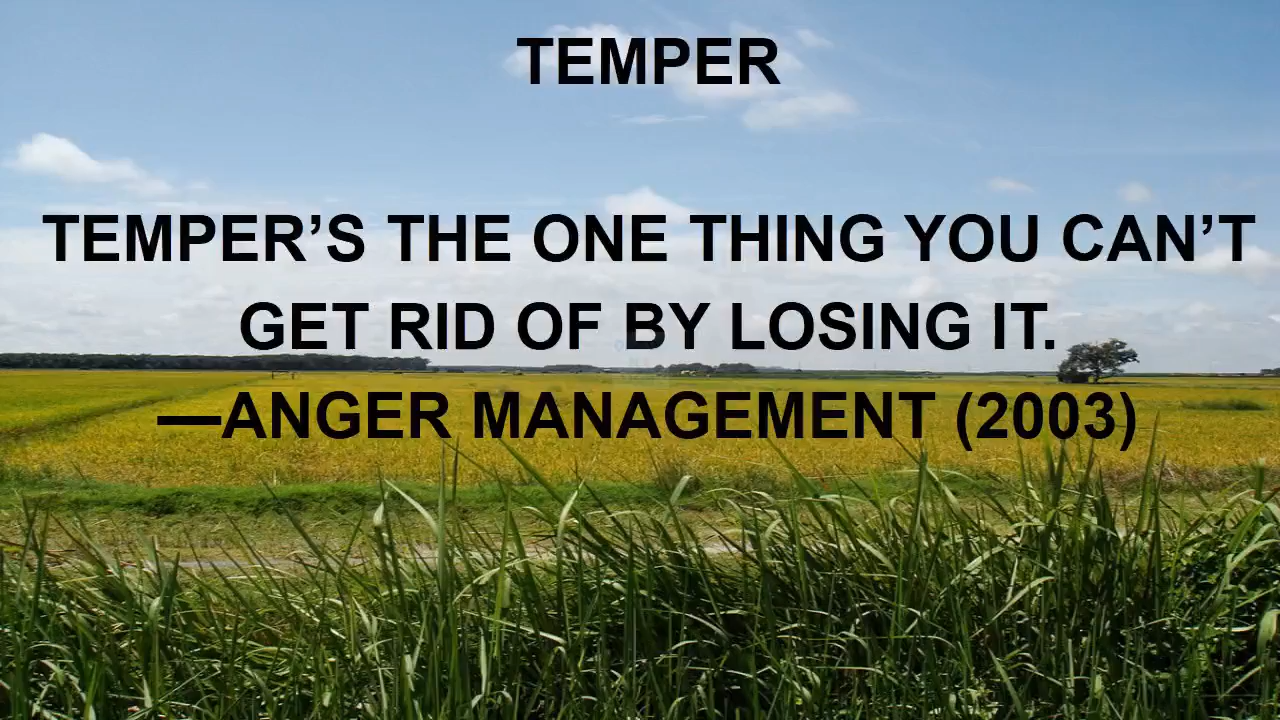 TEMPER
TEMPER’S THE ONE THING YOU CAN’T
GET RID OF BY LOSING IT.
—ANGER MANAGEMENT (2003)